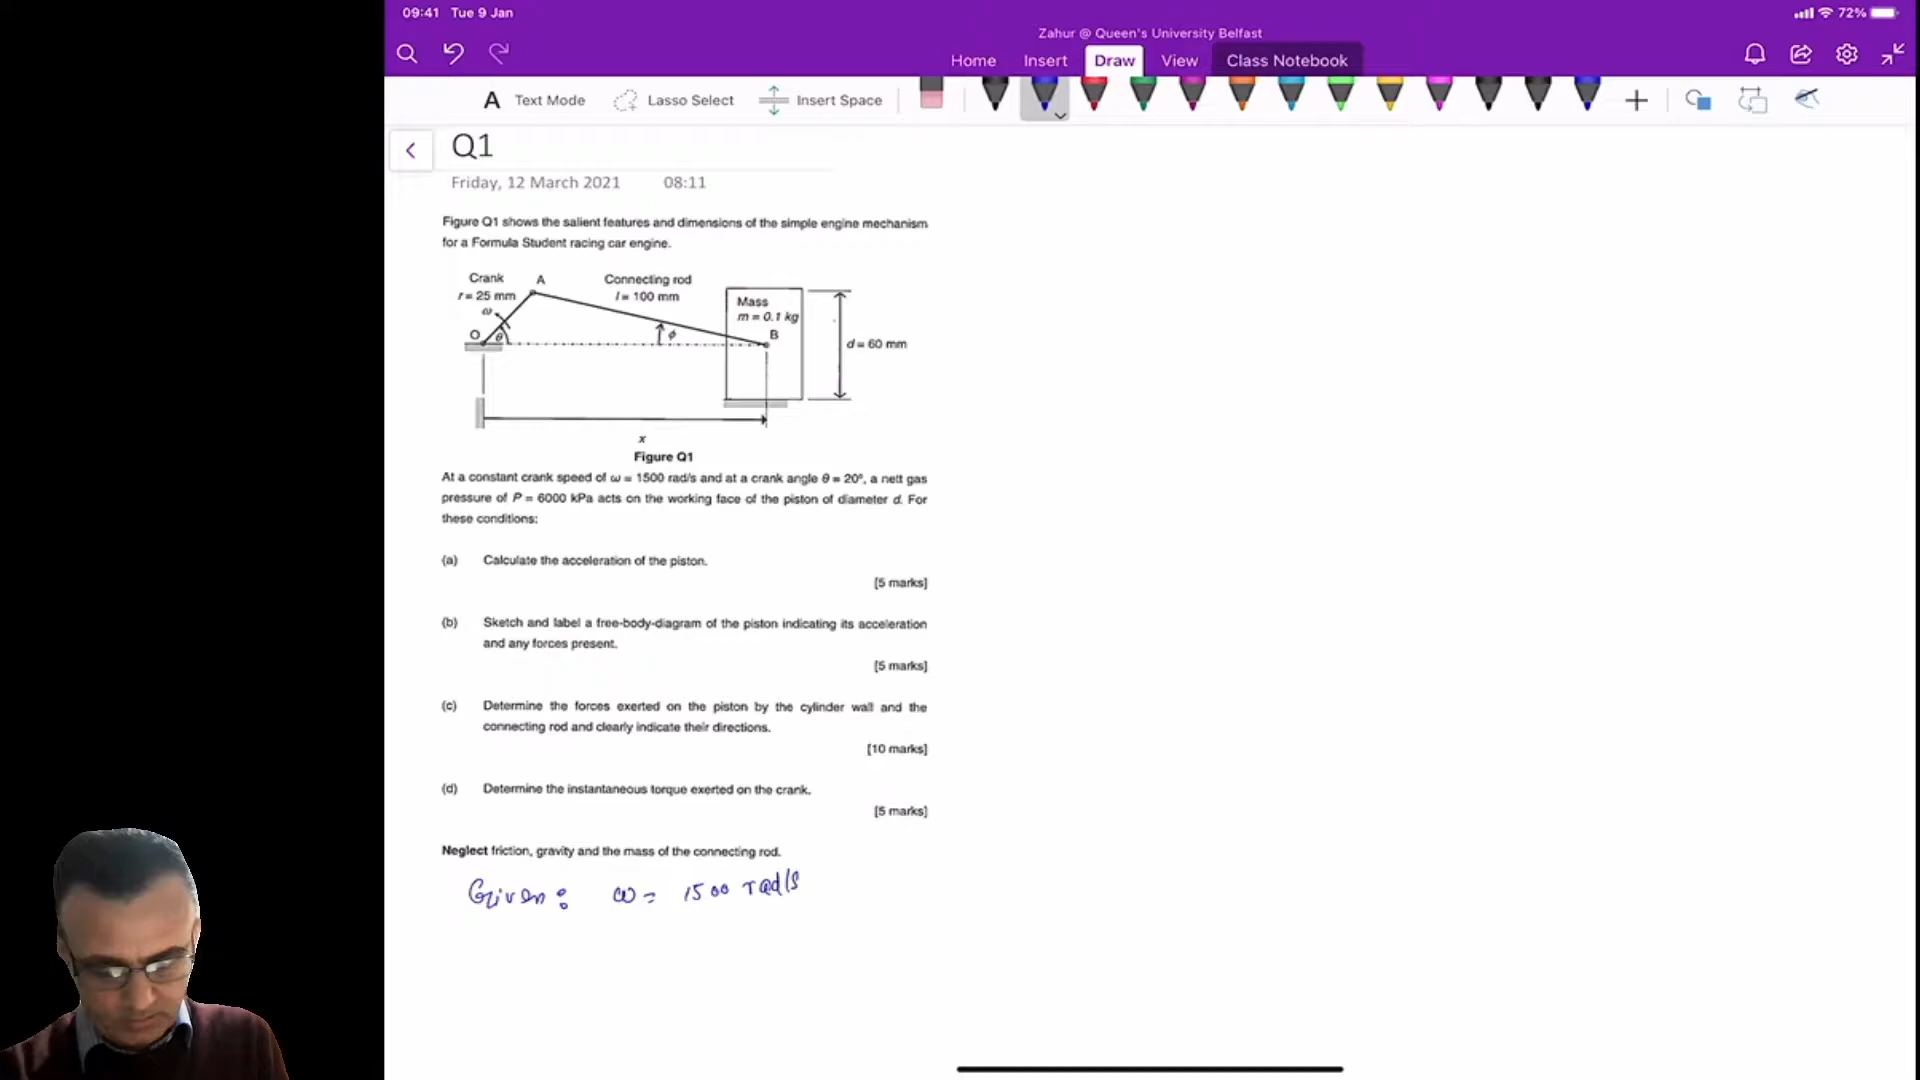 09:41 Tue 9 Jan
72%
Zahur @ Queen's University Belfast
Home Insert Draw View Class Notebook
A Text Mode Lasso Select Insert Space
Q1
Friday, 12 March 2021 08:11
Figure Q1 shows the salient features and dimensions of the simple engine mechanism
for a Formula Student racing car engine.
Crank A Connecting rod
r = 25 mm l = 100 mm
Mass
m = 0.1 kg
ω
O θ ϕ B
d = 60 mm
x
Figure Q1
At a constant crank speed of ω = 1500 rad/s and at a crank angle θ = 20º, a nett gas
pressure of P = 6000 kPa acts on the working face of the piston of diameter d. For
these conditions:
(a) Calculate the acceleration of the piston.
[5 marks]
(b) Sketch and label a free-body-diagram of the piston indicating its acceleration
and any forces present.
[5 marks]
(c) Determine the forces exerted on the piston by the cylinder wall and the
connecting rod and clearly indicate their directions.
[10 marks]
(d) Determine the instantaneous torque exerted on the crank.
[5 marks]
Neglect friction, gravity and the mass of the connecting rod.
Given: ω = 1500 rad/s